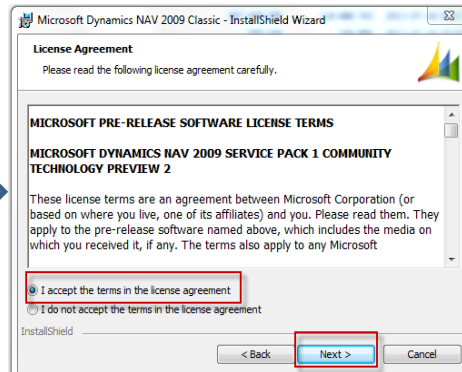 Microsoft Dynamics NAV 2009 Classic - InstallShield Wizard
License Agreement
Please read the following license agreement carefully.
MICROSOFT PRE-RELEASE SOFTWARE LICENSE TERMS
MICROSOFT DYNAMICS NAV 2009 SERVICE PACK 1 COMMUNITY
TECHNOLOGY PREVIEW 2
These license terms are an agreement between Microsoft Corporation (or
based on where you live, one of its affiliates) and you. Please read them. They
apply to the pre-release software named above, which includes the media on
which you received it, if any. The terms also apply to any Microsoft
I accept the terms in the license agreement
I do not accept the terms in the license agreement
InstallShield
< Back Next > Cancel